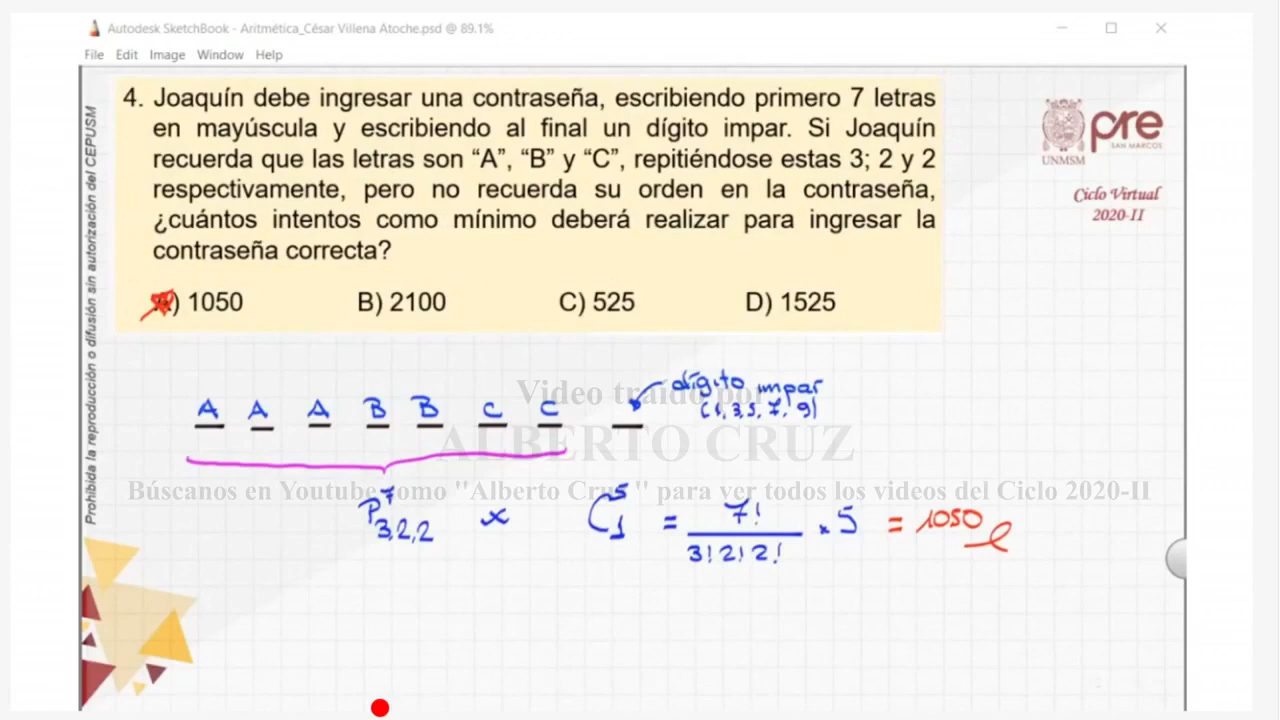 Autodesk SketchBook - Aritmética_César Villena Atoche.psd @ 89.1%
File Edit Image Window Help
Prohibida la reproducción o difusión sin autorización del CEPUSM
4. Joaquín debe ingresar una contraseña, escribiendo primero 7 letras
en mayúscula y escribiendo al final un dígito impar. Si Joaquín
recuerda que las letras son “A”, “B” y “C”, repitiéndose estas 3; 2 y 2
respectivamente, pero no recuerda su orden en la contraseña,
¿cuántos intentos como mínimo deberá realizar para ingresar la
contraseña correcta?
A) 1050 B) 2100 C) 525 D) 1525
UNMSM
pre
SAN MARCOS
Ciclo Virtual
2020-II
Video traído por
dígito impar
(1, 3, 5, 7, 9)
A A A B B C C
ALBERTO CRUZ
Búscanos en Youtube como "Alberto Cruz" para ver todos los videos del Ciclo 2020-II
P⁷₃,₂,₂ × C⁵₁ = 7! / 3! 2! 2! × 5 = 1050